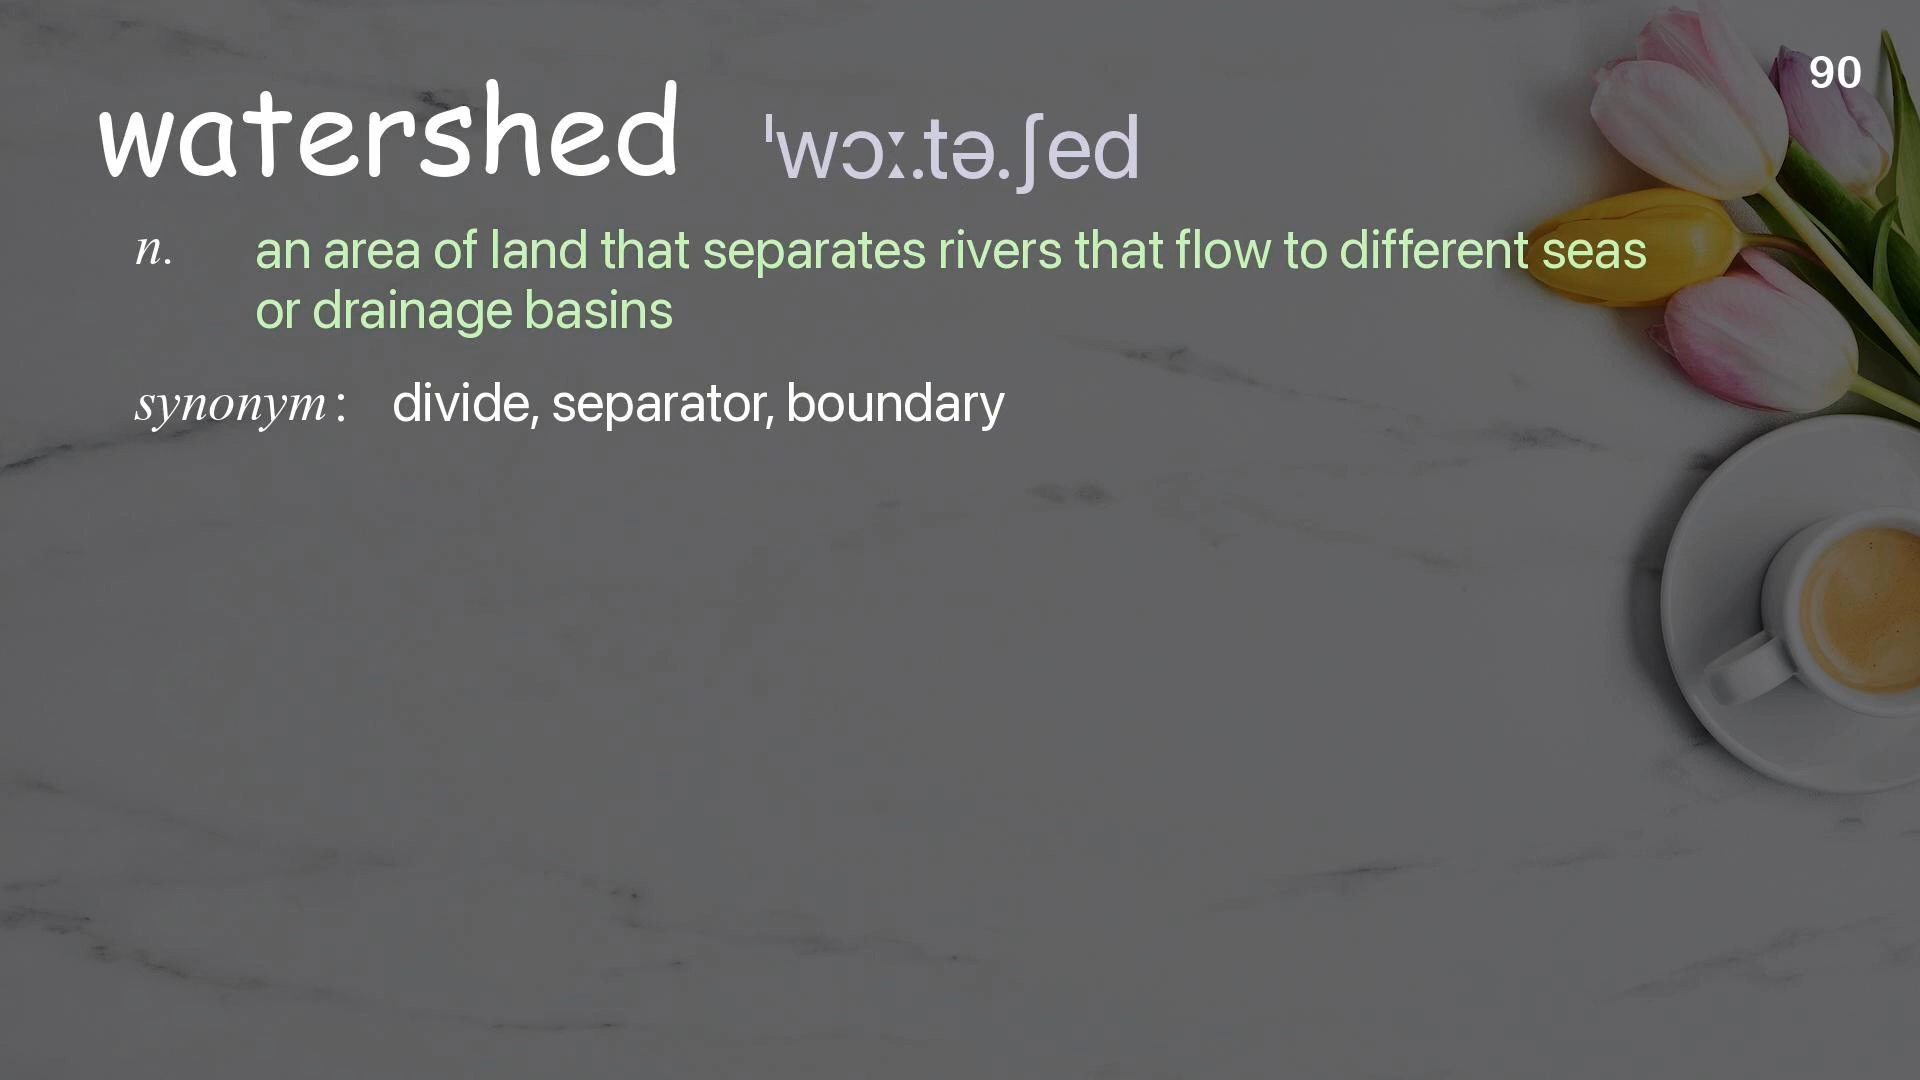 90
watershed ˈwɔː.tə.ʃed
n. an area of land that separates rivers that flow to different seas
or drainage basins
synonym: divide, separator, boundary